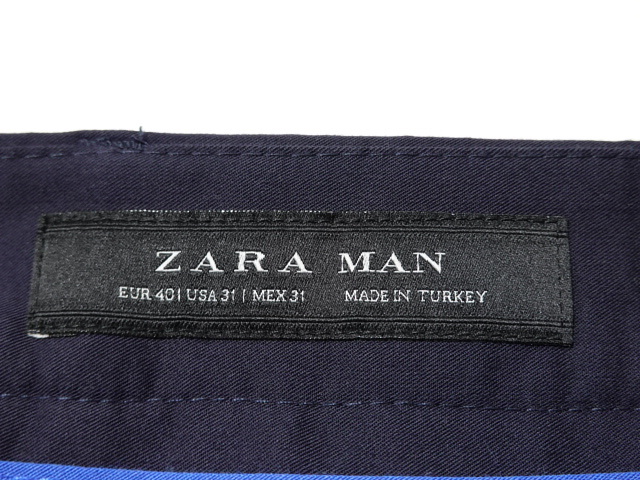 ZARA MAN
EUR 40 | USA 31 | MEX 31 MADE IN TURKEY